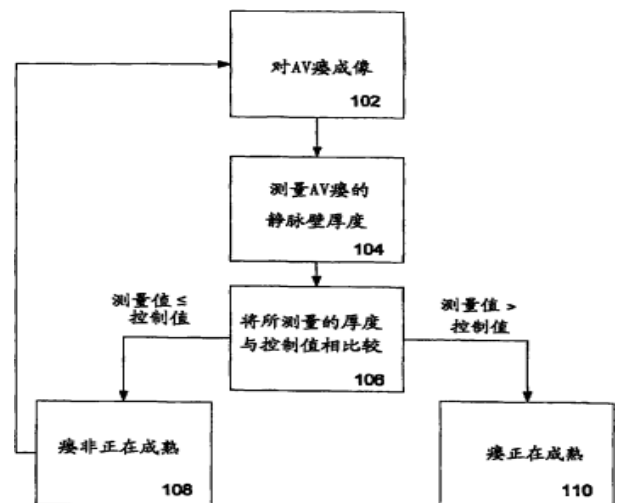 对AV瘘成像
102
测量AV瘘的
静脉壁厚度
104
测量值≤
控制值
将所测量的厚度
与控制值相比较
106
测量值>
控制值
瘘非正在成熟
108
瘘正在成熟
110